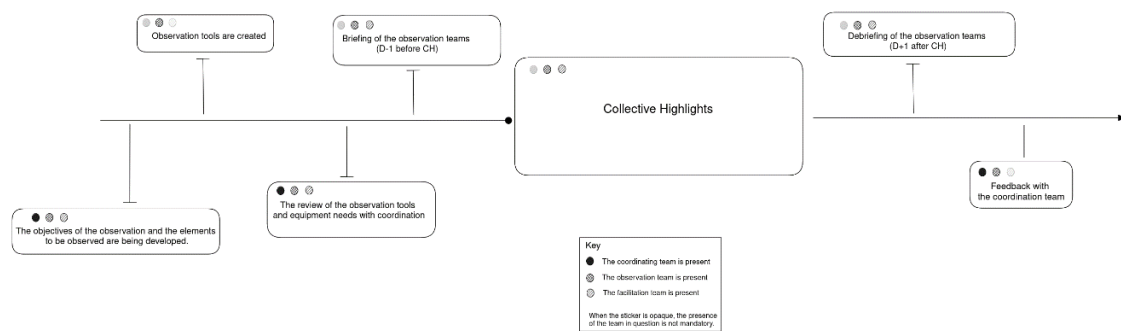 Observation tools are created
Briefing of the observation teams
(D-1 before CH)
Debriefing of the observation teams
(D+1 after CH)
Collective Highlights
The review of the observation tools
and equipment needs with coordination
Feedback with
the coordination team
The objectives of the observation and the elements
to be observed are being developed.
Key
The coordinating team is present
The observation team is present
The facilitation team is present
When the sticker is opaque, the presence
of the team in question is not mandatory.